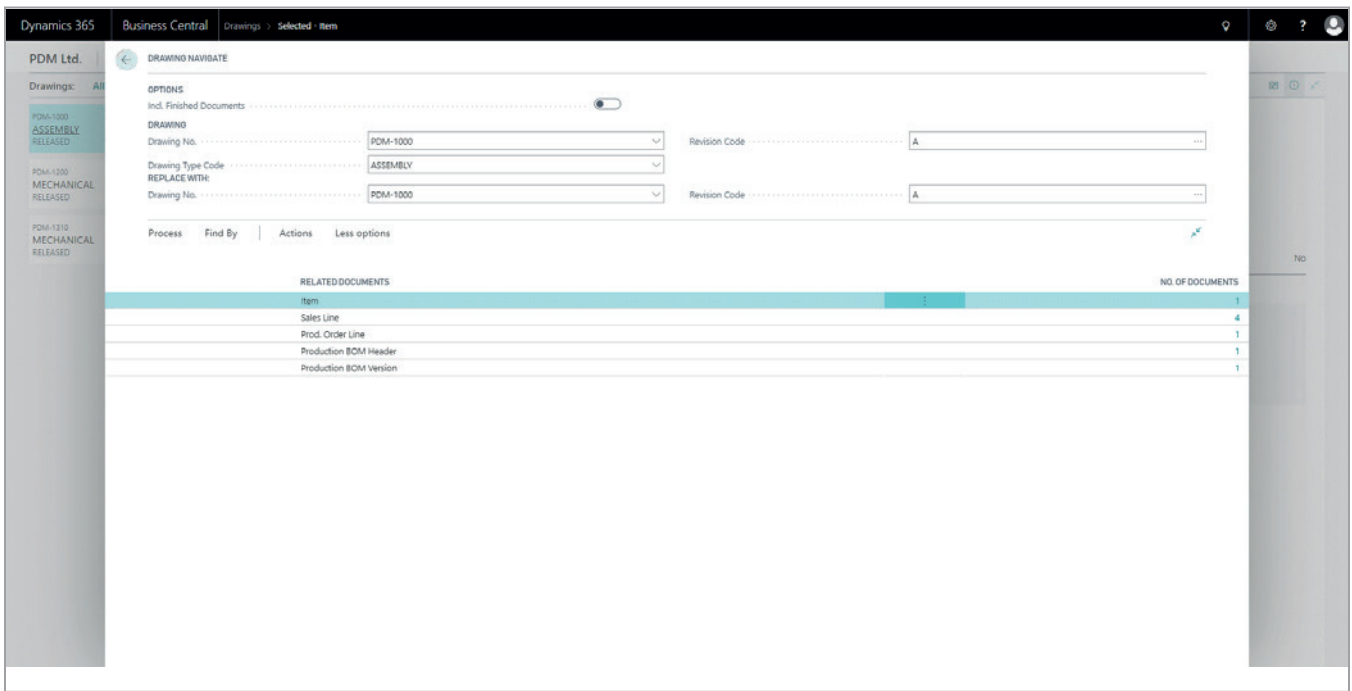 Dynamics 365 Business Central Drawings > Selected · Item ?
PDM Ltd.
DRAWING NAVIGATE
Drawings: All
OPTIONS
Incl. Finished Documents
DRAWING
Drawing No. PDM-1000 Revision Code A
Drawing Type Code ASSEMBLY
REPLACE WITH:
Drawing No. PDM-1000 Revision Code A
PDM-1000
ASSEMBLY
RELEASED
PDM-1200
MECHANICAL
RELEASED
PDM-1210
MECHANICAL
RELEASED
Process Find By Actions Less options
No
RELATED DOCUMENTS NO. OF DOCUMENTS
Item 1
Sales Line 4
Prod. Order Line 1
Production BOM Header 1
Production BOM Version 1